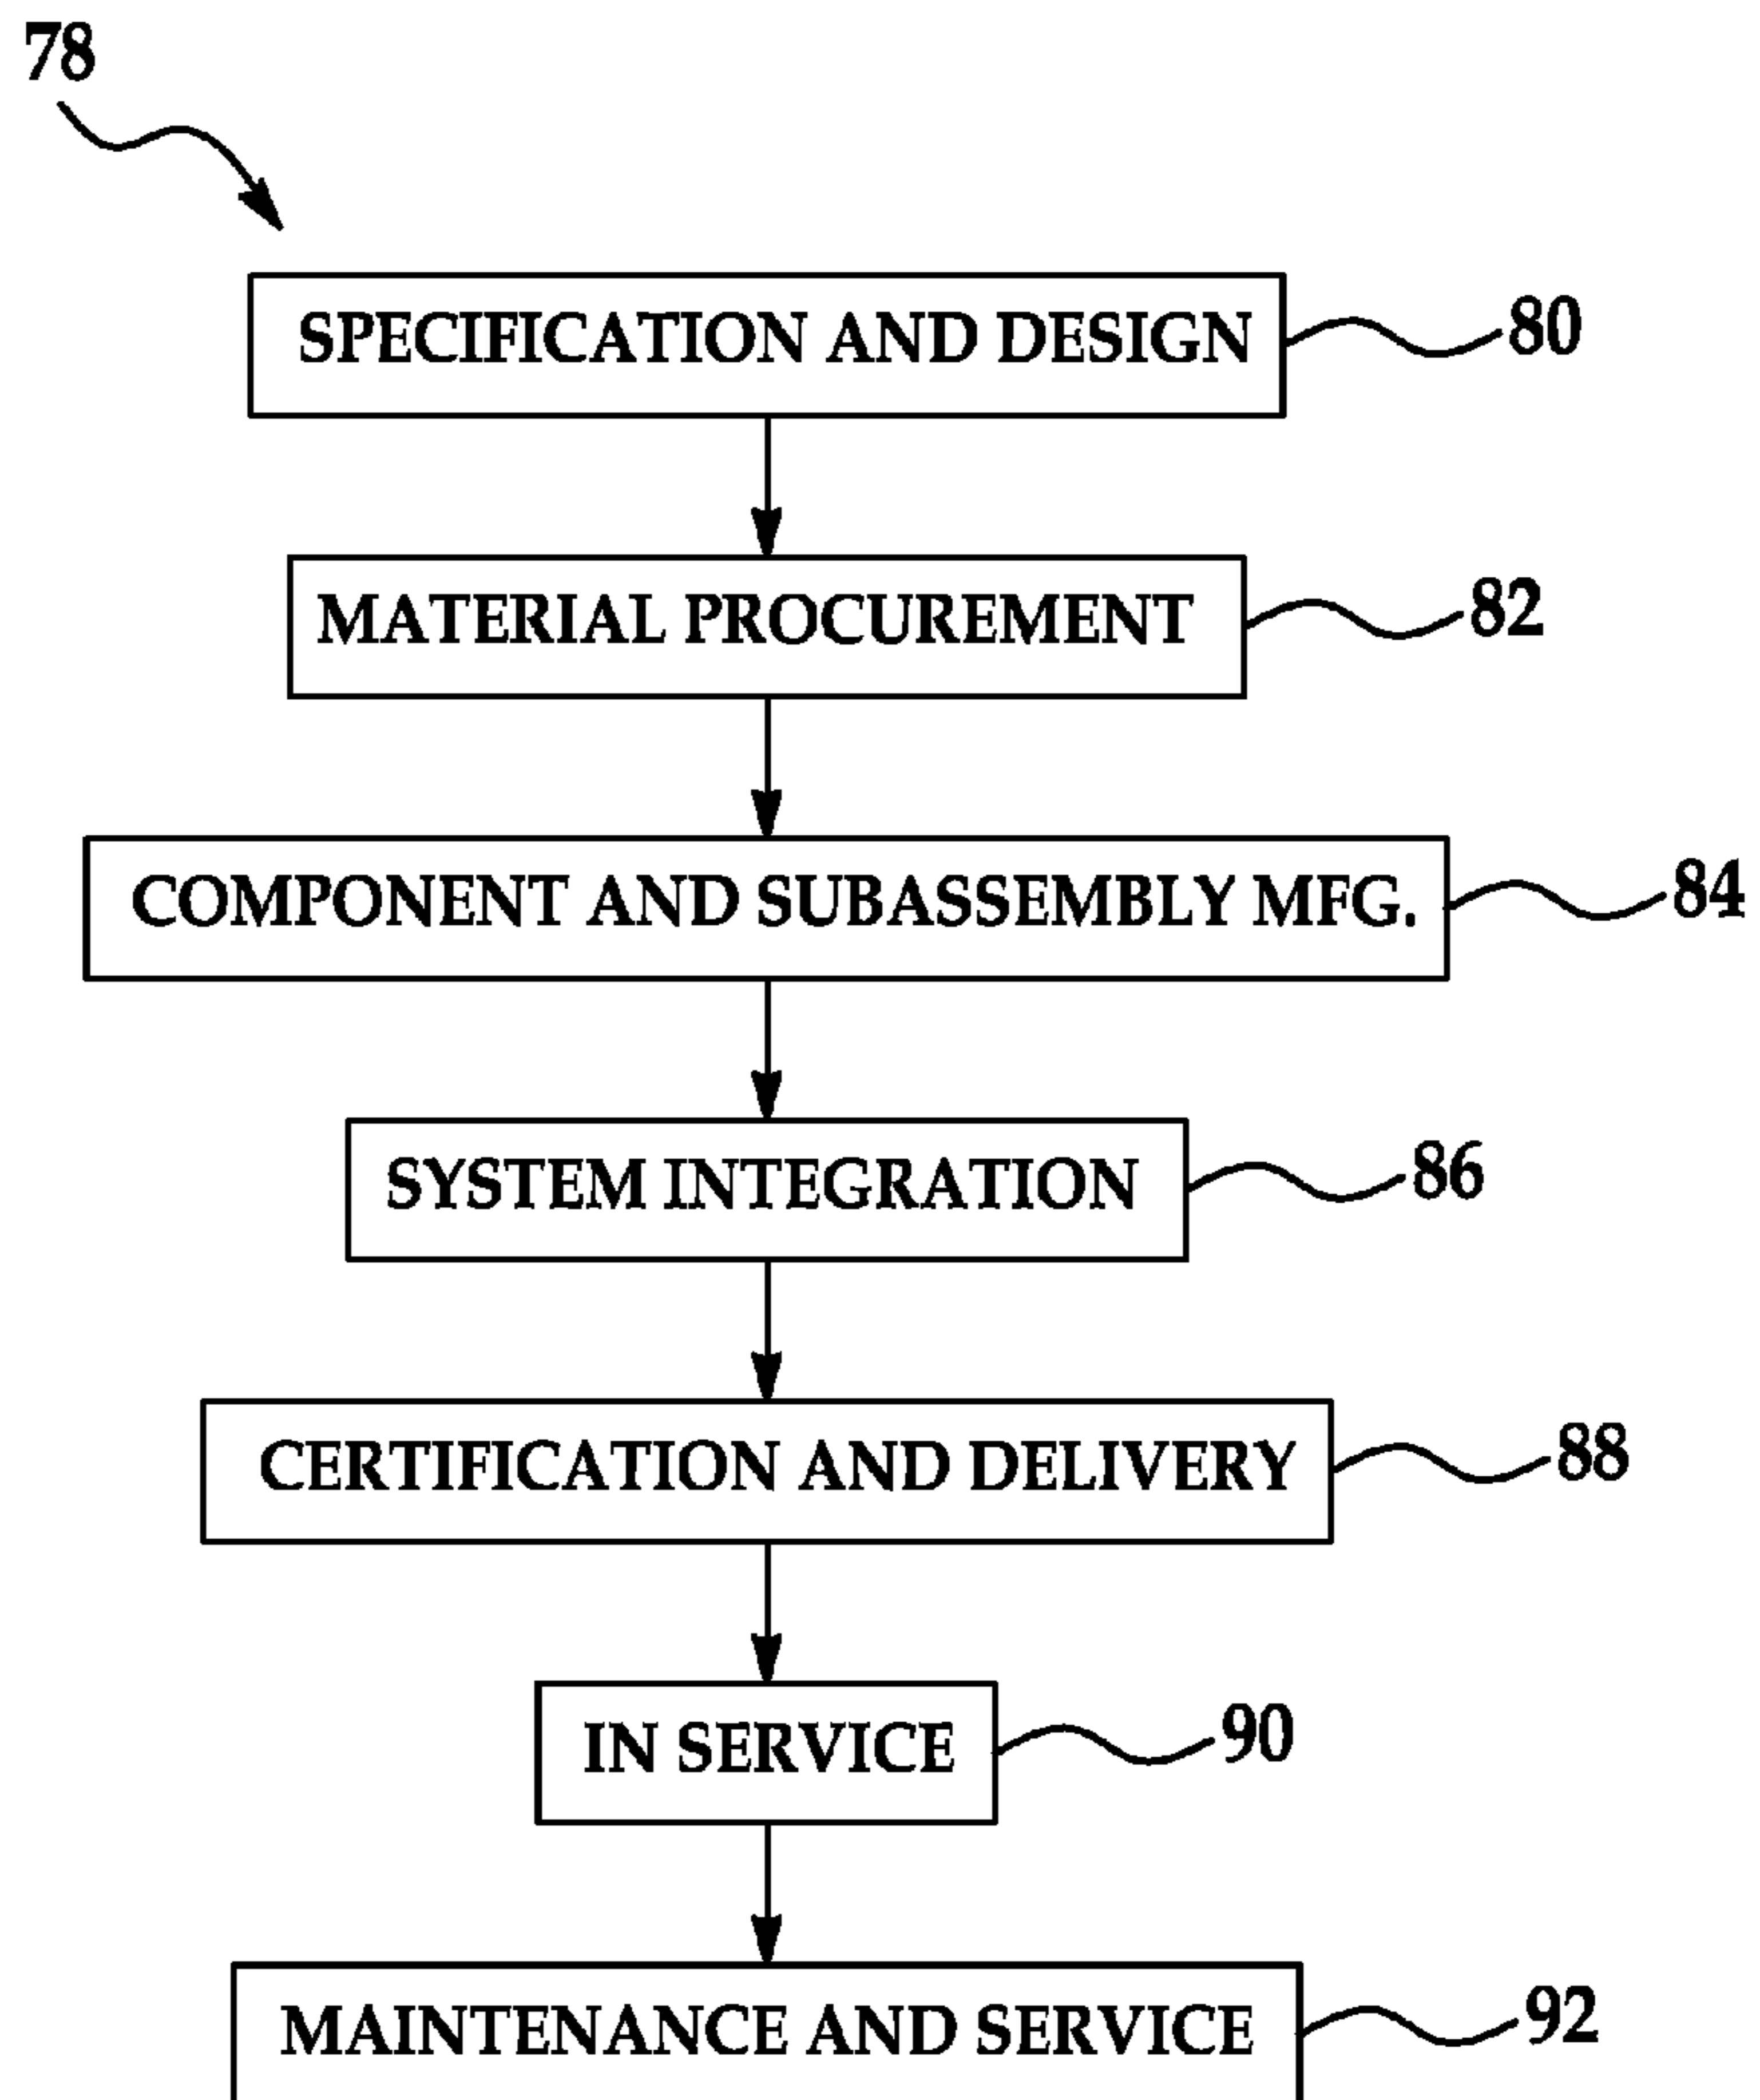 78
SPECIFICATION AND DESIGN 80
MATERIAL PROCUREMENT 82
COMPONENT AND SUBASSEMBLY MFG. 84
SYSTEM INTEGRATION 86
CERTIFICATION AND DELIVERY 88
IN SERVICE 90
MAINTENANCE AND SERVICE 92